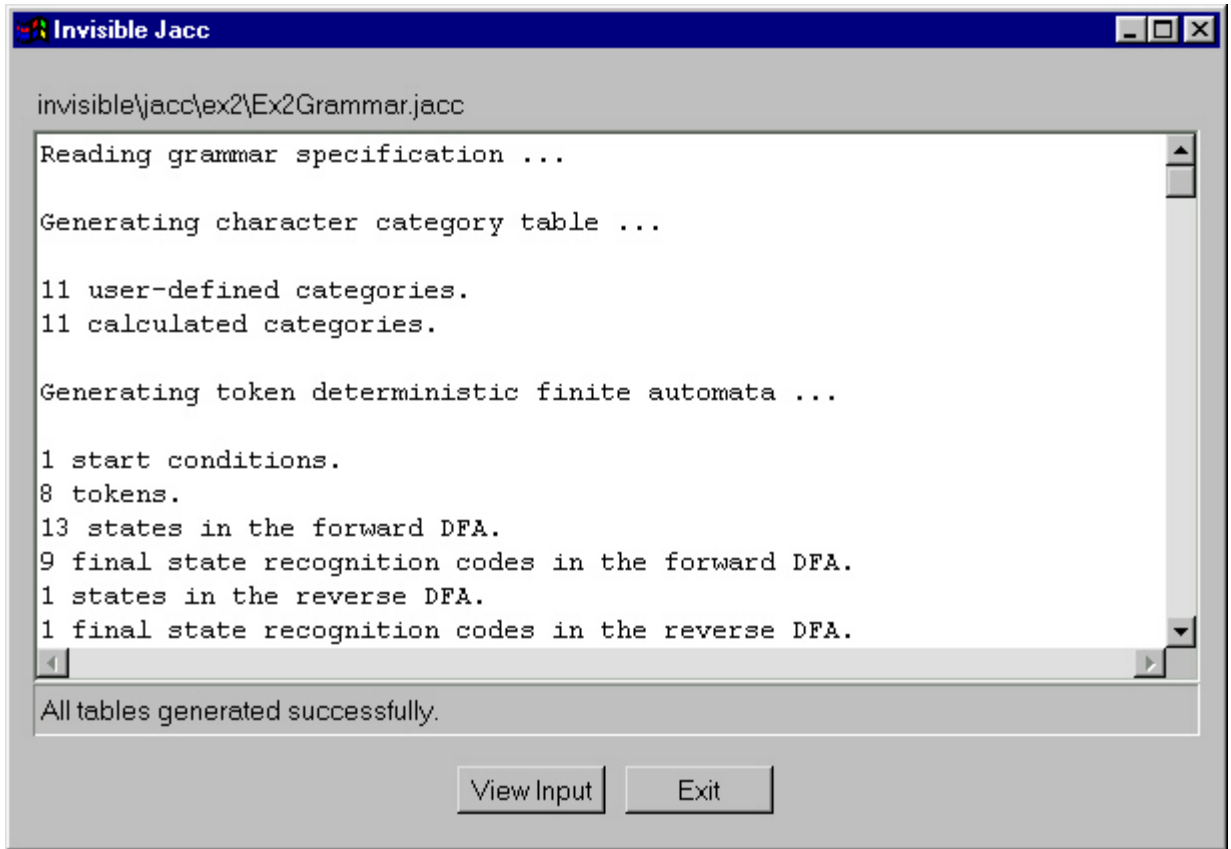 Invisible Jacc
invisible\jacc\ex2\Ex2Grammar.jacc
Reading grammar specification ...
Generating character category table ...
11 user-defined categories.
11 calculated categories.
Generating token deterministic finite automata ...
1 start conditions.
8 tokens.
13 states in the forward DFA.
9 final state recognition codes in the forward DFA.
1 states in the reverse DFA.
1 final state recognition codes in the reverse DFA.
All tables generated successfully.
View Input Exit